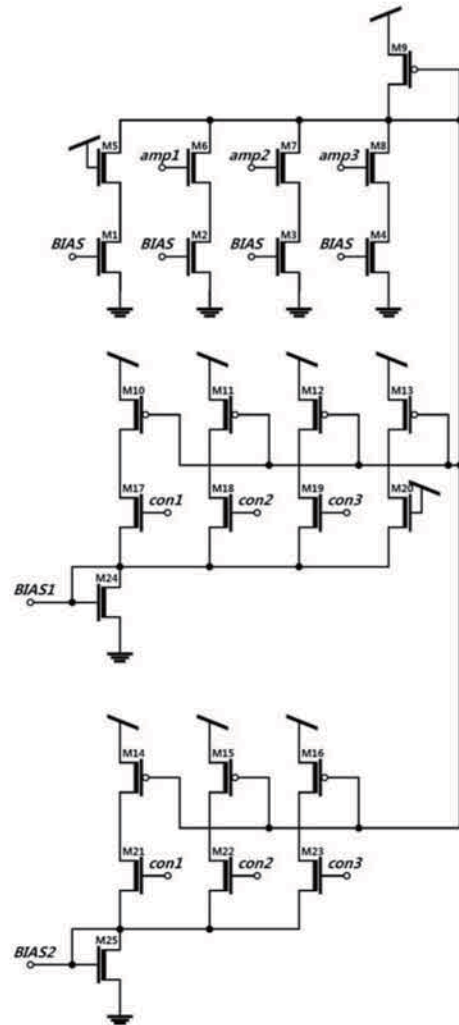 M9
M5 M6 M7 M8
amp1 amp2 amp3
M1 M2 M3 M4
BIAS BIAS BIAS BIAS
M10 M11 M12 M13
M17 M18 M19 M20
con1 con2 con3
M24
BIAS1
M14 M15 M16
M21 M22 M23
con1 con2 con3
M25
BIAS2